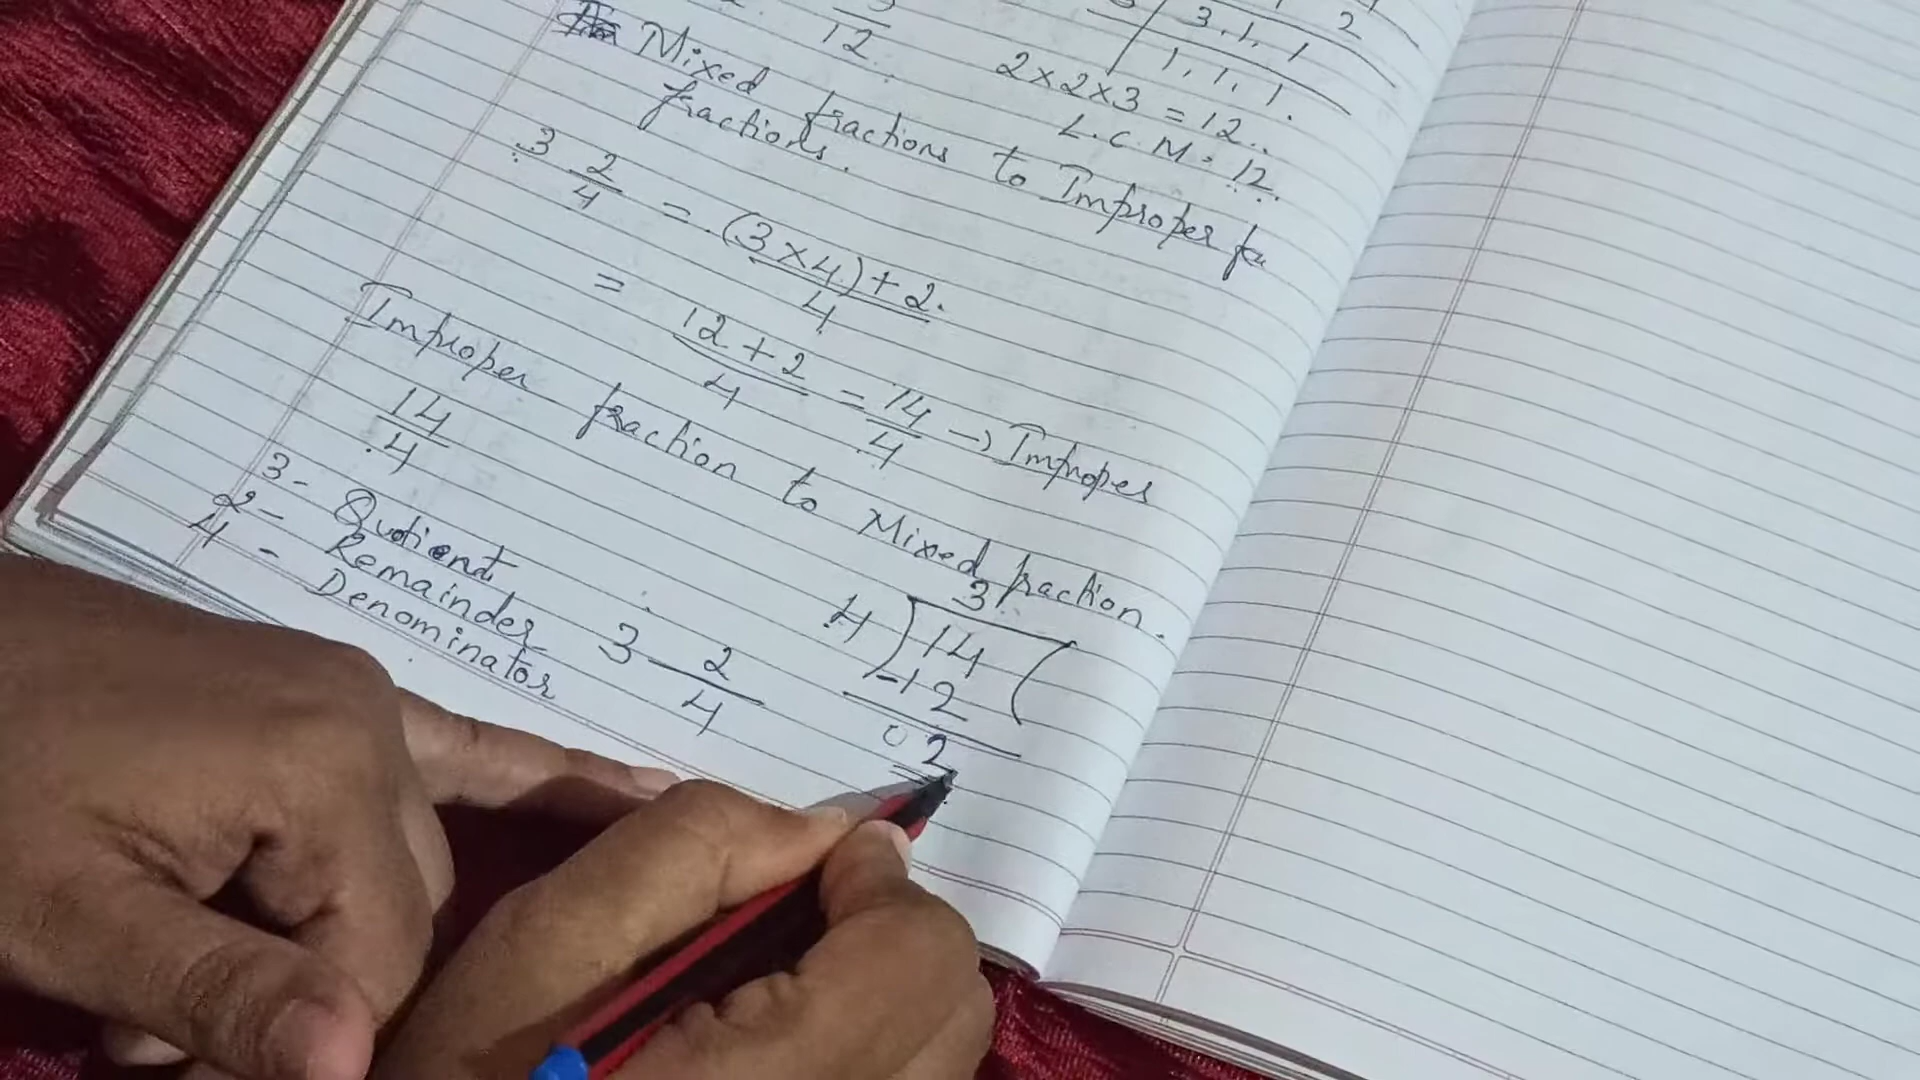 12
3, 1, 1
2
1, 1, 1.
2×2×3 = 12..
L.C.M = 12.
Mixed fractions to Improper
fractions.
3 2/4 = (3×4)+2. / 4
= 12+2 / 4 = 14/4 → Improper
Improper fraction to Mixed fraction.
14/4
3 - Quotient
2 - Remainder
4 - Denominator
3 2/4
3
4 ) 14 (
-12
02